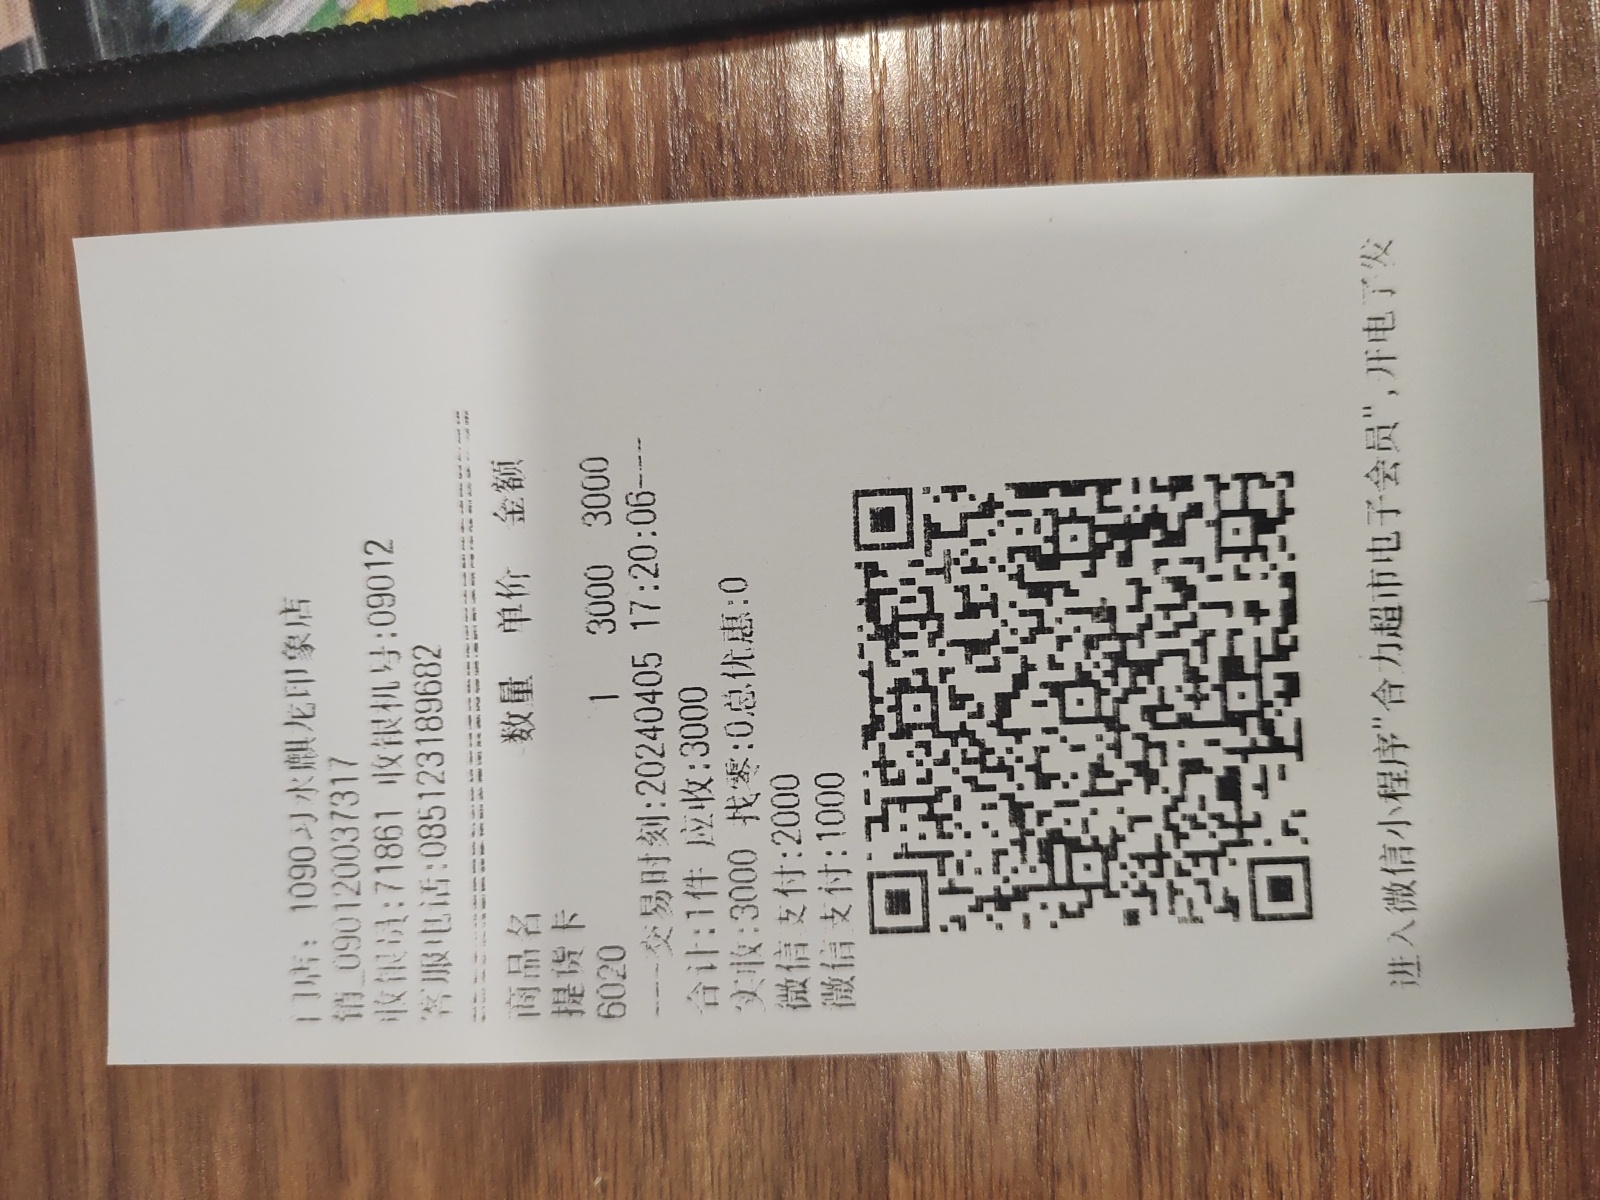 门店: 1090习水麒龙印象店
销_090120037317
收银员:71861 收银机号:09012
客服电话:085123189682
商品名 数量 单价 金额
提货卡
6020 1 3000 3000
----交易时刻:20240405 17:20:06----
合计:1件 应收:3000
实收:3000 找零:0总优惠:0
微信支付:2000
微信支付:1000
进入微信小程序"合力超市电子会员",开电子发